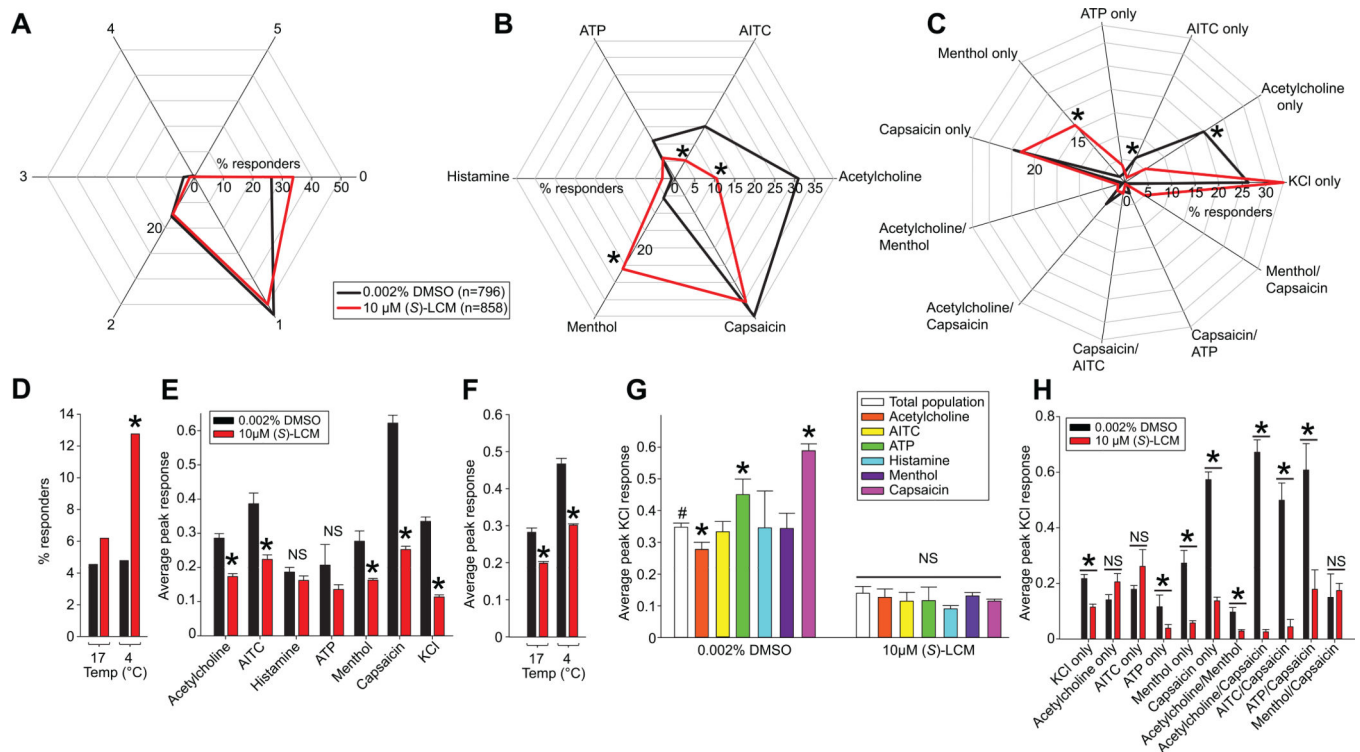 A
4
5
3
0
2
1
% responders
0 10 20 30 40 50
20
0.002% DMSO (n=796)
10 µM (S)-LCM (n=858)
B
ATP
AITC
Histamine
Acetylcholine
Menthol
Capsaicin
% responders
0 5 10 15 20 25 30 35
20
*
*
*
C
ATP only
AITC only
Menthol only
Acetylcholine
only
Capsaicin only
KCl only
Acetylcholine/
Menthol
Menthol/
Capsaicin
Acetylcholine/
Capsaicin
Capsaicin/
ATP
Capsaicin/
AITC
15
20
0 5 10 15 20 25 30
% responders
*
*
*
*
D
% responders
14
12
10
8
6
4
2
0
*
17 4
Temp (°C)
E
Average peak response
0.6
0.4
0.3
0.2
0.1
0
0.002% DMSO
10µM (S)-LCM
* * NS NS * * *
Acetylcholine
AITC
Histamine
ATP
Menthol
Capsaicin
KCl
F
Average peak response
0.6
0.5
0.4
0.3
0.2
0.1
0
* *
17 4
Temp (°C)
G
Average peak KCl response
0.6
0.5
0.4
0.3
0.2
0.1
0
Total population
Acetylcholine
AITC
ATP
Histamine
Menthol
Capsaicin
# * * *
NS
0.002% DMSO
10µM (S)-LCM
H
Average peak KCl response
0.8
0.6
0.4
0.2
0
0.002% DMSO
10 µM (S)-LCM
* NS NS * * * * * * * NS
KCl only
Acetylcholine only
AITC only
ATP only
Menthol only
Capsaicin only
Acetylcholine/Menthol
Acetylcholine/Capsaicin
AITC/Capsaicin
ATP/Capsaicin
Menthol/Capsaicin